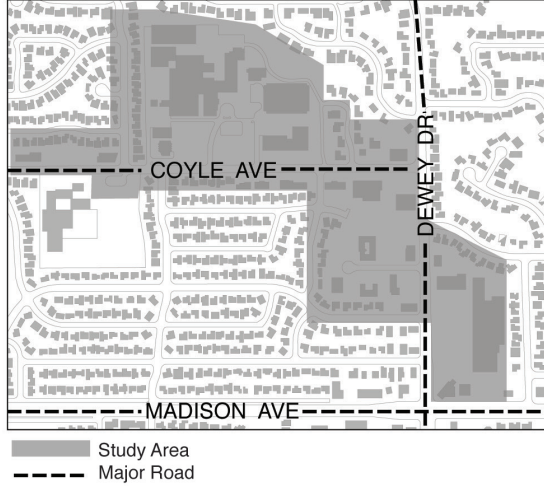 COYLE AVE
DEWEY DR
MADISON AVE
Study Area
Major Road